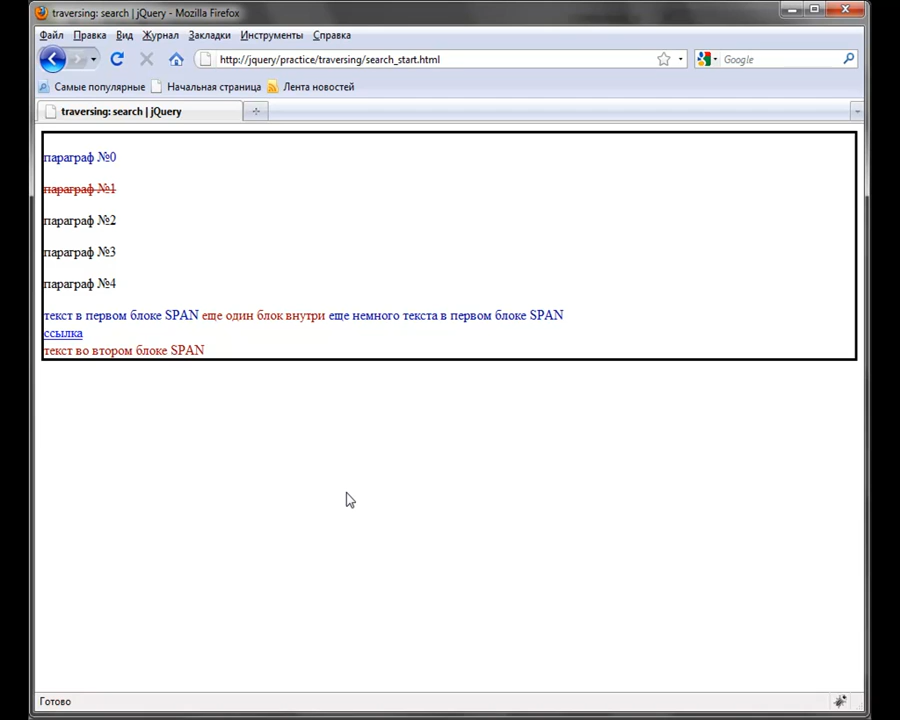 traversing: search | jQuery - Mozilla Firefox
Файл Правка Вид Журнал Закладки Инструменты Справка
http://jquery/practice/traversing/search_start.html Google
Самые популярные Начальная страница Лента новостей
traversing: search | jQuery
параграф №0
параграф №1
параграф №2
параграф №3
параграф №4
текст в первом блоке SPAN еще один блок внутри еще немного текста в первом блоке SPAN
ссылка
текст во втором блоке SPAN
Готово